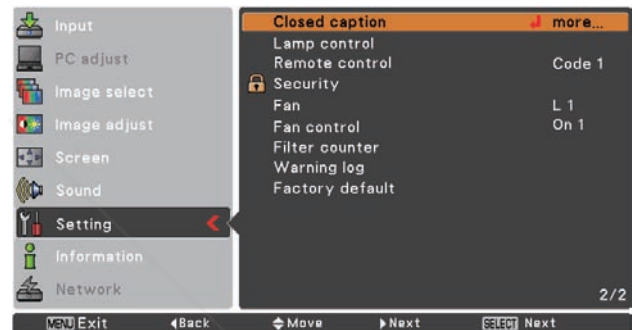 Input
PC adjust
Image select
Image adjust
Screen
Sound
Setting
Information
Network
Closed caption more...
Lamp control
Remote control Code 1
Security
Fan L 1
Fan control On 1
Filter counter
Warning log
Factory default
2/2
MENU Exit Back Move Next SELECT Next